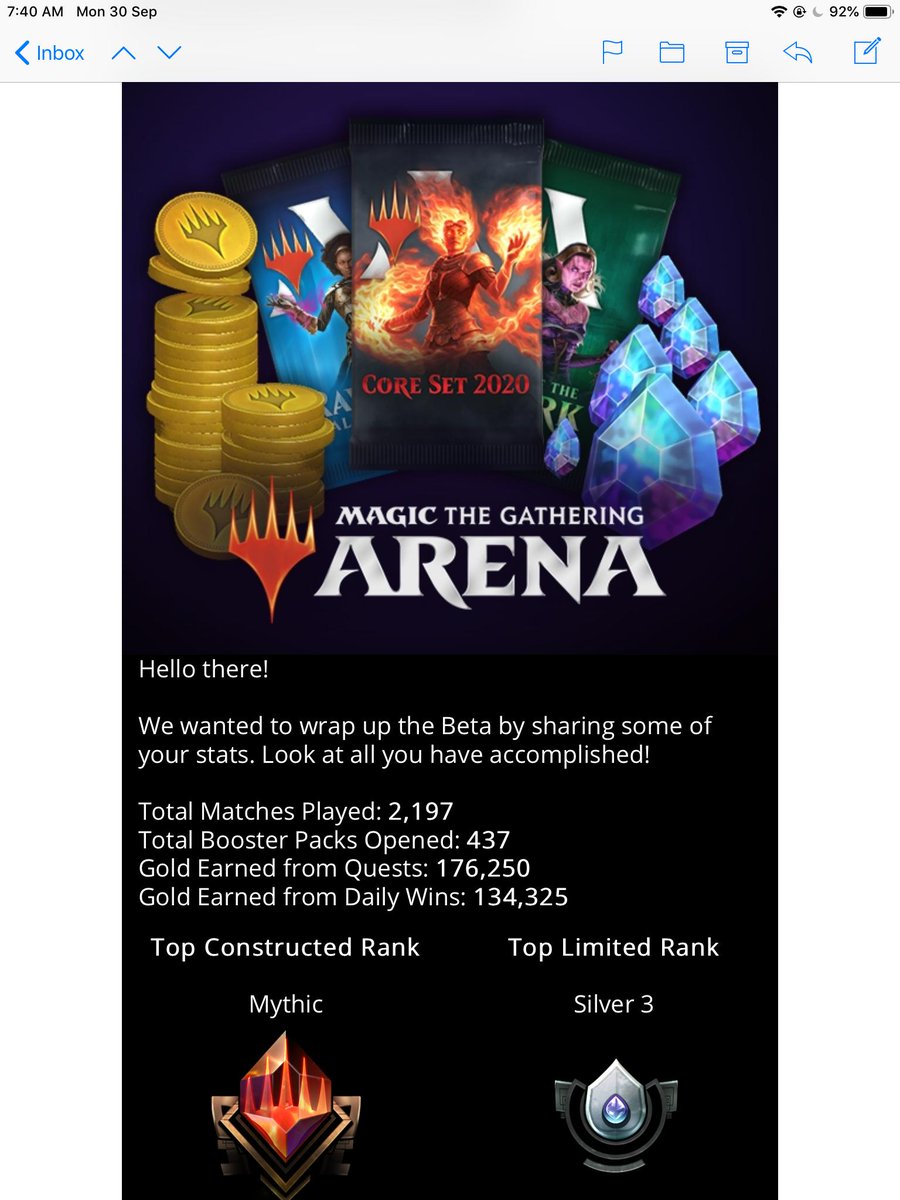 7:40 AM Mon 30 Sep
92%
Inbox
CORE SET 2020
THE
MAGIC THE GATHERING
ARENA
Hello there!
We wanted to wrap up the Beta by sharing some of
your stats. Look at all you have accomplished!
Total Matches Played: 2,197
Total Booster Packs Opened: 437
Gold Earned from Quests: 176,250
Gold Earned from Daily Wins: 134,325
Top Constructed Rank
Top Limited Rank
Mythic
Silver 3